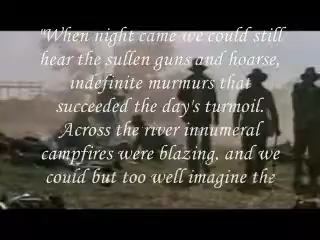 "When night came we could still
hear the sullen guns and hoarse,
indefinite murmurs that
succeeded the day's turmoil.
Across the river innumeral
campfires were blazing, and we
could but too well imagine the